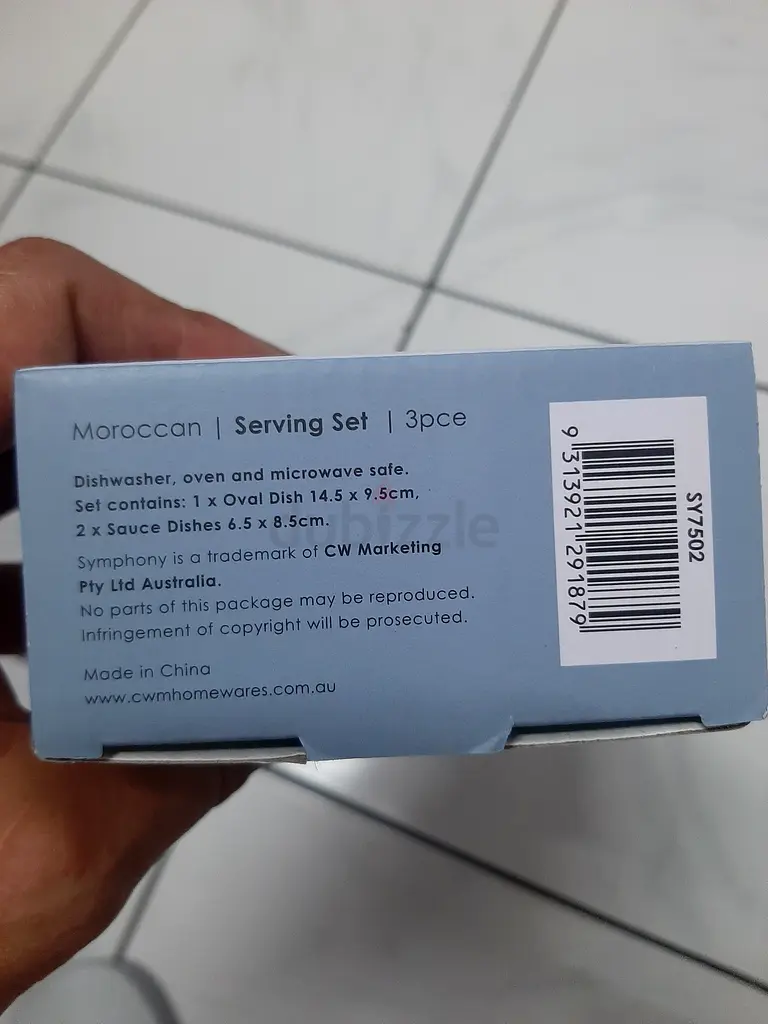 Moroccan | Serving Set | 3pce
Dishwasher, oven and microwave safe.
Set contains: 1 x Oval Dish 14.5 x 9.5cm,
2 x Sauce Dishes 6.5 x 8.5cm.
Symphony is a trademark of CW Marketing
Pty Ltd Australia.
No parts of this package may be reproduced.
Infringement of copyright will be prosecuted.
Made in China
www.cwmhomewares.com.au
SY7502
9 313921 291879
dubizzle